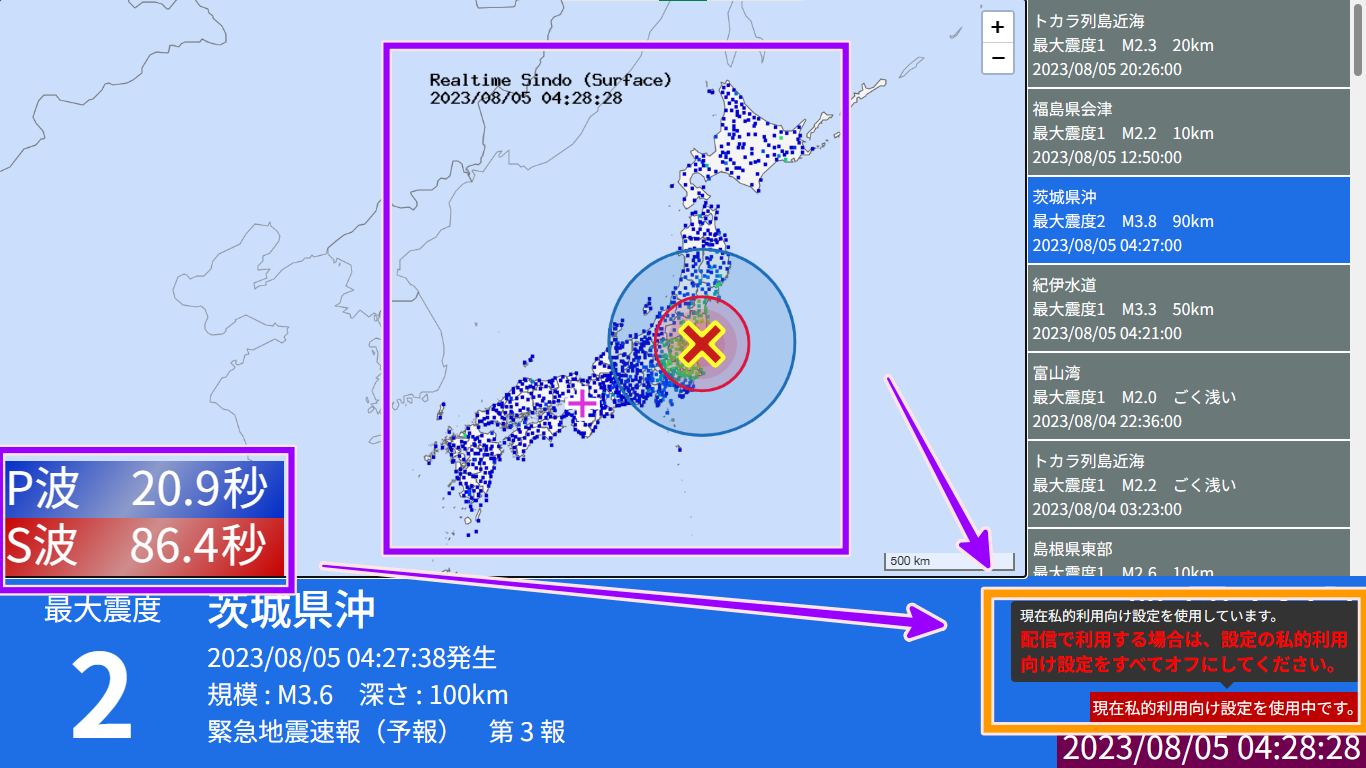 Realtime Sindo (Surface)
2023/08/05 04:28:28
+
−
500 km
トカラ列島近海
最大震度1 M2.3 20km
2023/08/05 20:26:00
福島県会津
最大震度1 M2.2 10km
2023/08/05 12:50:00
茨城県沖
最大震度2 M3.8 90km
2023/08/05 04:27:00
紀伊水道
最大震度1 M3.3 50km
2023/08/05 04:21:00
富山湾
最大震度1 M2.0 ごく浅い
2023/08/04 22:36:00
トカラ列島近海
最大震度1 M2.2 ごく浅い
2023/08/04 03:23:00
島根県東部
最大震度1 M2.6 10km
P波 20.9秒
S波 86.4秒
最大震度
2
茨城県沖
2023/08/05 04:27:38発生
規模 : M3.6 深さ : 100km
緊急地震速報（予報） 第 3 報
現在私的利用向け設定を使用しています。
配信で利用する場合は、設定の私的利用
向け設定をすべてオフにしてください。
現在私的利用向け設定を使用中です。
2023/08/05 04:28:28